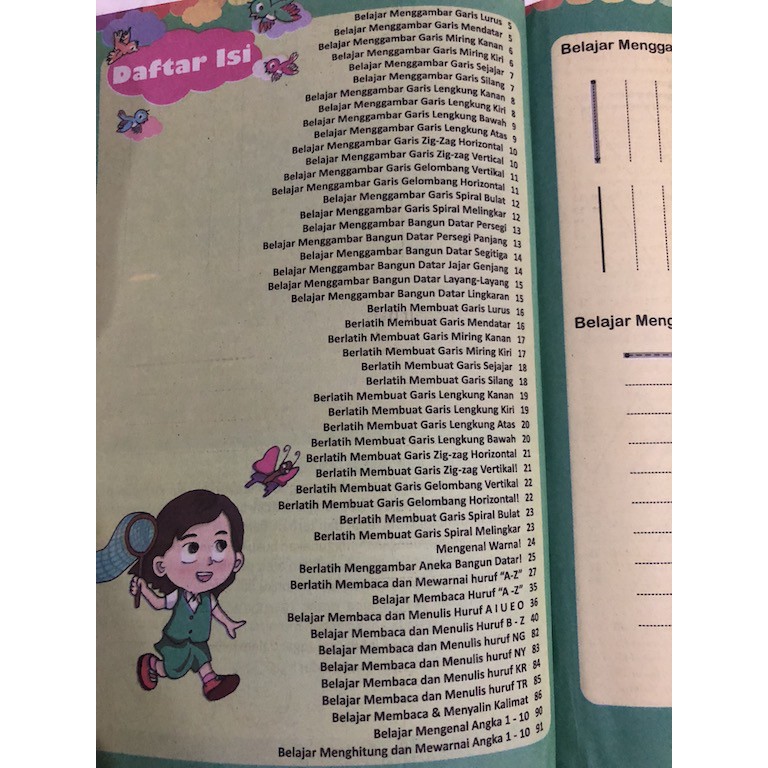 Daftar Isi
Belajar Menggambar Garis Lurus 5
Belajar Menggambar Garis Mendatar 5
Belajar Menggambar Garis Miring Kanan 6
Belajar Menggambar Garis Miring Kiri 6
Belajar Menggambar Garis Sejajar 7
Belajar Menggambar Garis Silang 7
Belajar Menggambar Garis Lengkung Kanan 8
Belajar Menggambar Garis Lengkung Kiri 8
Belajar Menggambar Garis Lengkung Bawah 9
Belajar Menggambar Garis Lengkung Atas 9
Belajar Menggambar Garis Zig-Zag Horizontal 10
Belajar Menggambar Garis Zig-zag Vertical 10
Belajar Menggambar Garis Gelombang Vertikal 11
Belajar Menggambar Garis Gelombang Horizontal 11
Belajar Menggambar Garis Spiral Bulat 12
Belajar Menggambar Garis Spiral Melingkar 12
Belajar Menggambar Bangun Datar Persegi 13
Belajar Menggambar Bangun Datar Persegi Panjang 13
Belajar Menggambar Bangun Datar Segitiga 14
Belajar Menggambar Bangun Datar Jajar Genjang 14
Belajar Menggambar Bangun Datar Layang-Layang 15
Belajar Menggambar Bangun Datar Lingkaran 15
Berlatih Membuat Garis Lurus 16
Berlatih Membuat Garis Mendatar 16
Berlatih Membuat Garis Miring Kanan 17
Berlatih Membuat Garis Miring Kiri 17
Berlatih Membuat Garis Sejajar 18
Berlatih Membuat Garis Silang 18
Berlatih Membuat Garis Lengkung Kanan 19
Berlatih Membuat Garis Lengkung Kiri 19
Berlatih Membuat Garis Lengkung Atas 20
Berlatih Membuat Garis Lengkung Bawah 20
Berlatih Membuat Garis Zig-zag Horizontal 21
Berlatih Membuat Garis Zig-zag Vertikall 21
Berlatih Membuat Garis Gelombang Vertikal 22
Berlatih Membuat Garis Gelombang Horizontal! 22
Berlatih Membuat Garis Spiral Bulat 23
Berlatih Membuat Garis Spiral Melingkar 23
Mengenal Warna! 24
Berlatih Menggambar Aneka Bangun Datar! 25
Berlatih Membaca dan Mewarnai huruf "A-Z" 27
Belajar Membaca Huruf "A -Z" 35
Belajar Membaca dan Menulis Huruf A I U E O 36
Belajar Membaca dan Menulis Huruf B - Z 40
Belajar Membaca dan Menulis huruf NG 82
Belajar Membaca dan Menulis huruf NY 83
Belajar Membaca dan Menulis huruf KR 84
Belajar Membaca dan Menulis huruf TR 85
Belajar Membaca & Menyalin Kalimat 86
Belajar Mengenal Angka 1 - 10 90
Belajar Menghitung dan Mewarnai Angka 1 - 10 91
Belajar Mengga
Belajar Meng